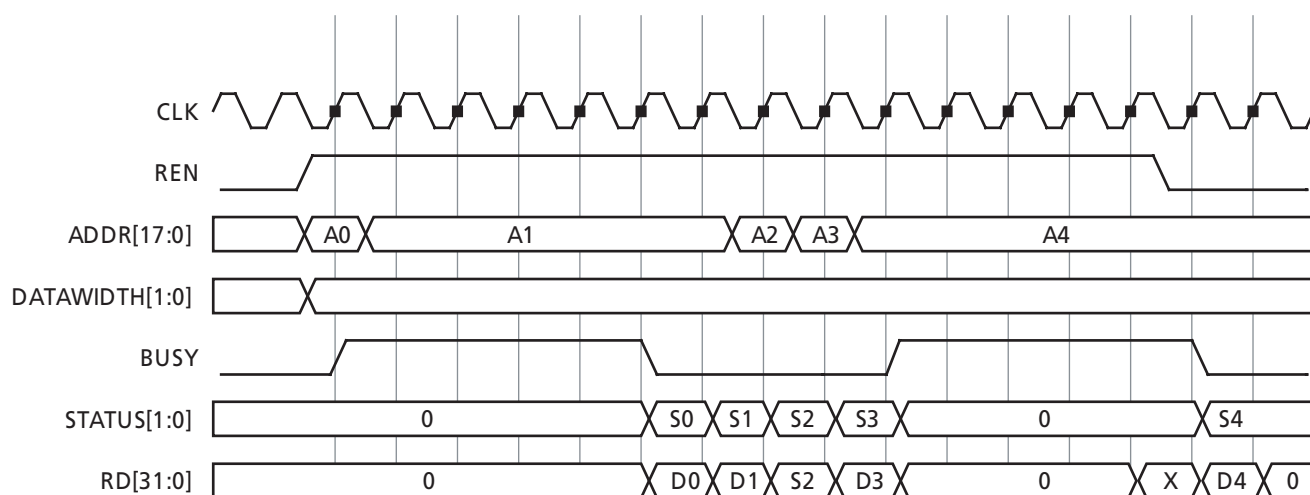 CLK
REN
ADDR[17:0] A0 A1 A2 A3 A4
DATAWIDTH[1:0]
BUSY
STATUS[1:0] 0 S0 S1 S2 S3 0 S4
RD[31:0] 0 D0 D1 S2 D3 0 X D4 0